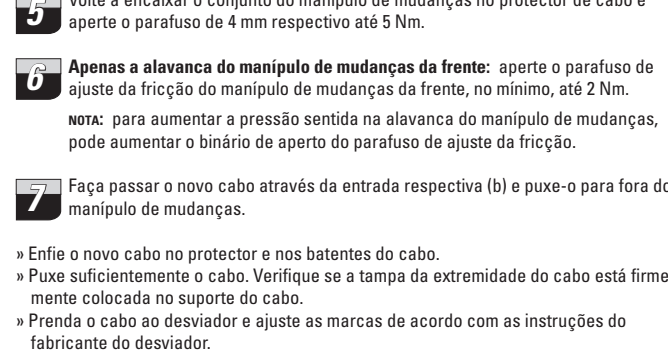 5 Volte a encaixar o conjunto do manípulo de mudanças no protector de cabo e
aperte o parafuso de 4 mm respectivo até 5 Nm.
6 Apenas a alavanca do manípulo de mudanças da frente: aperte o parafuso de
ajuste da fricção do manípulo de mudanças da frente, no mínimo, até 2 Nm.
NOTA: para aumentar a pressão sentida na alavanca do manípulo de mudanças,
pode aumentar o binário de aperto do parafuso de ajuste da fricção.
7 Faça passar o novo cabo através da entrada respectiva (b) e puxe-o para fora do
manípulo de mudanças.
» Enfie o novo cabo no protector e nos batentes do cabo.
» Puxe suficientemente o cabo. Verifique se a tampa da extremidade do cabo está firme
mente colocada no suporte do cabo.
» Prenda o cabo ao desviador e ajuste as marcas de acordo com as instruções do
fabricante do desviador.